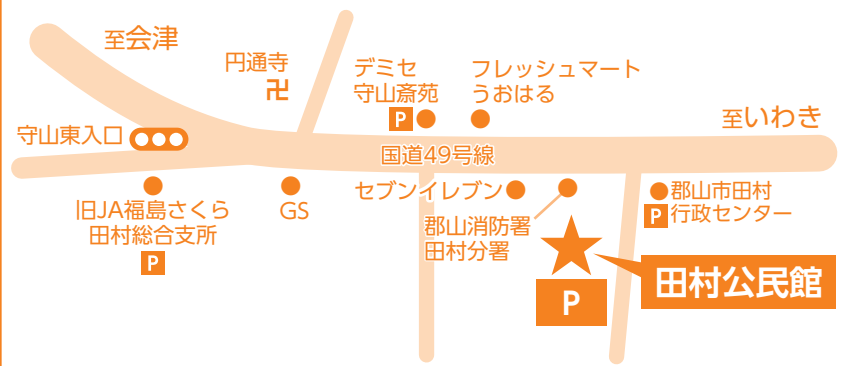 至会津
円通寺
卍
デミセ
守山斎苑
P
フレッシュマート
うおはる
至いわき
守山東入口
国道49号線
旧JA福島さくら
田村総合支所
P
GS
セブンイレブン
郡山消防署
田村分署
郡山市田村
P 行政センター
田村公民館
P